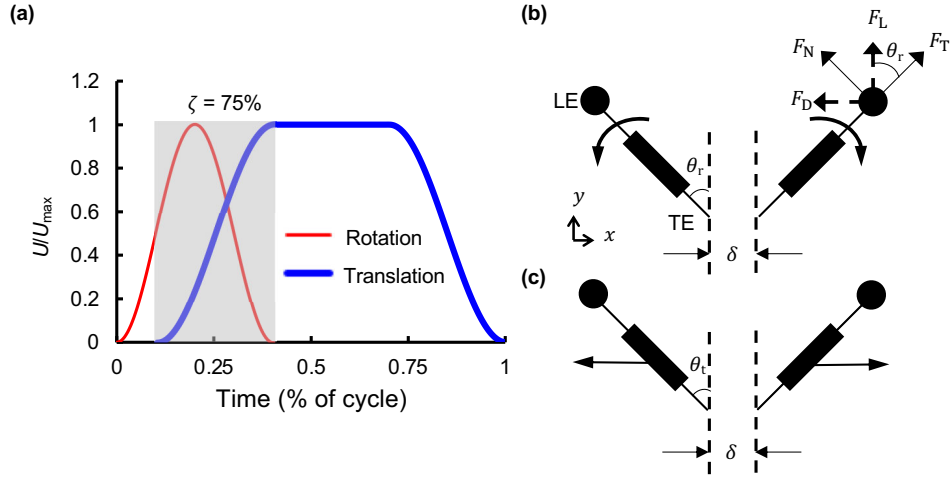 (a)
ζ = 75%
1.2
1
0.8
0.6
0.4
0.2
0
U/Umax
Rotation
Translation
0 0.25 0.5 0.75 1
Time (% of cycle)
(b)
FL
FN θr FT
LE FD
θr
TE
y
x
δ
(c)
θt
δ